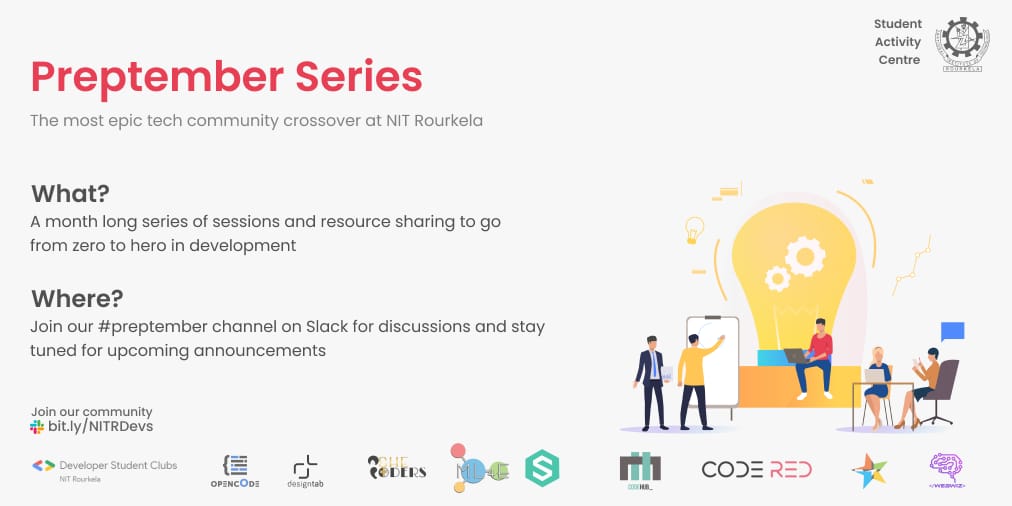 Student
Activity
Centre
Preptember Series
The most epic tech community crossover at NIT Rourkela
What?
A month long series of sessions and resource sharing to go
from zero to hero in development
Where?
Join our #preptember channel on Slack for discussions and stay
tuned for upcoming announcements
Join our community
bit.ly/NITRDevs
Developer Student Clubs
NIT Rourkela
OPENCODE
designtab
SHE CODERS
ML4E
S
CODEHUB_
CODE RED
</WEBWIZ>
ROURKELA